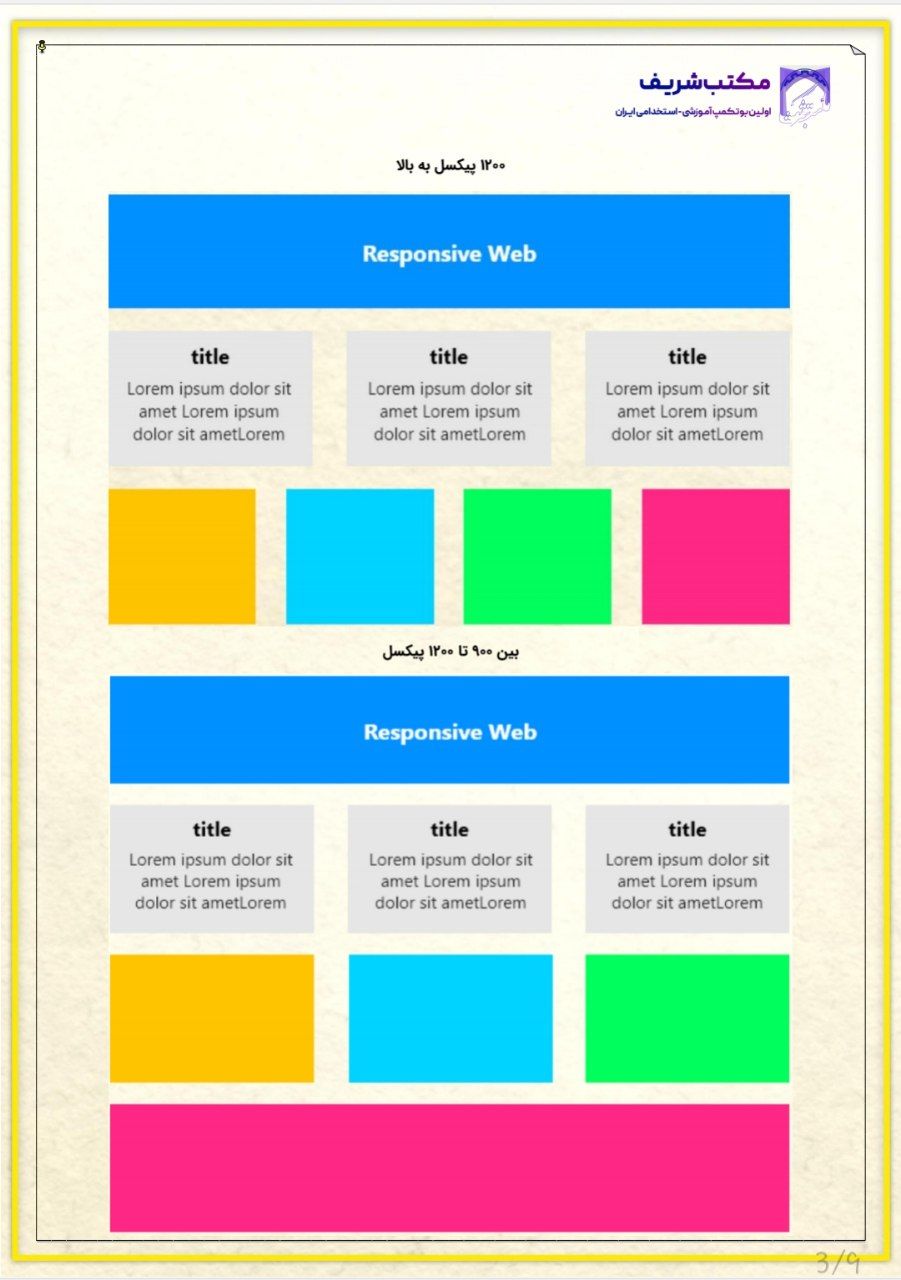 مکتب‌شریف
اولین بوتکمپ آموزشی-استخدامی ایران
۱۲۰۰ پیکسل به بالا
Responsive Web
title
Lorem ipsum dolor sit
amet Lorem ipsum
dolor sit ametLorem
title
Lorem ipsum dolor sit
amet Lorem ipsum
dolor sit ametLorem
title
Lorem ipsum dolor sit
amet Lorem ipsum
dolor sit ametLorem
بین ۹۰۰ تا ۱۲۰۰ پیکسل
Responsive Web
title
Lorem ipsum dolor sit
amet Lorem ipsum
dolor sit ametLorem
title
Lorem ipsum dolor sit
amet Lorem ipsum
dolor sit ametLorem
title
Lorem ipsum dolor sit
amet Lorem ipsum
dolor sit ametLorem
3/9